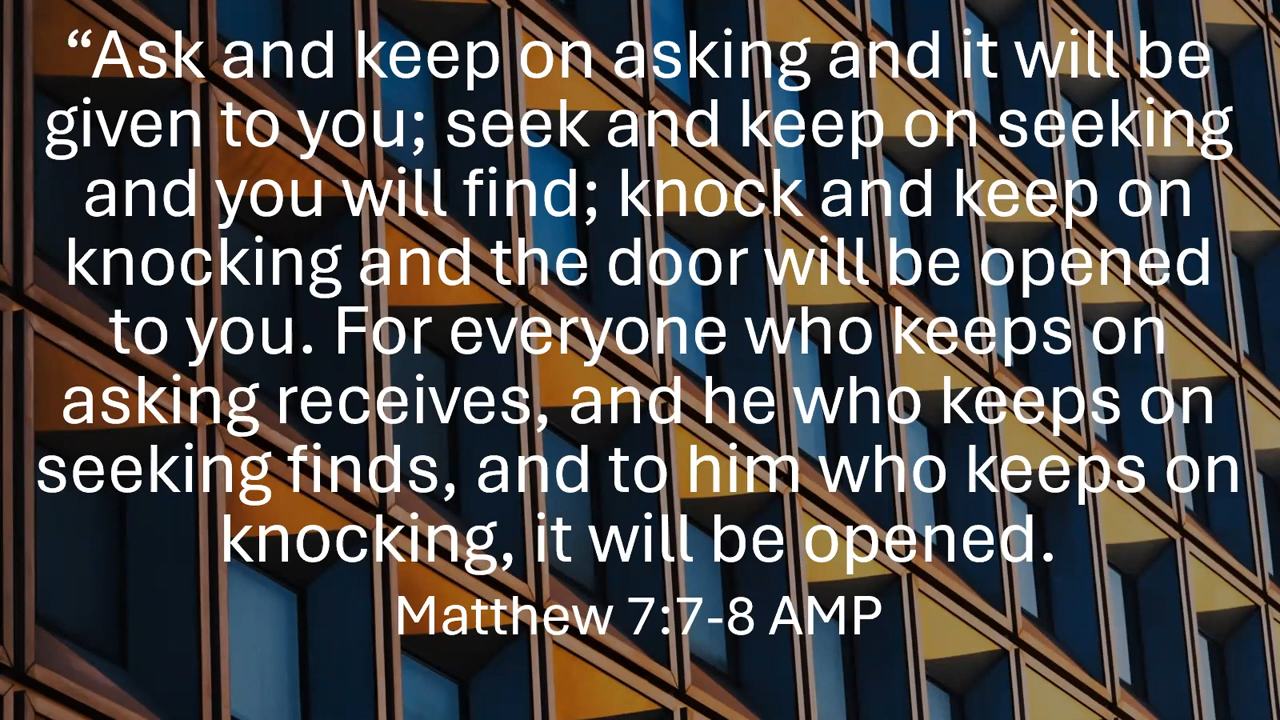 “Ask and keep on asking and it will be
given to you; seek and keep on seeking
and you will find; knock and keep on
knocking and the door will be opened
to you. For everyone who keeps on
asking receives, and he who keeps on
seeking finds, and to him who keeps on
knocking, it will be opened.
Matthew 7:7-8 AMP